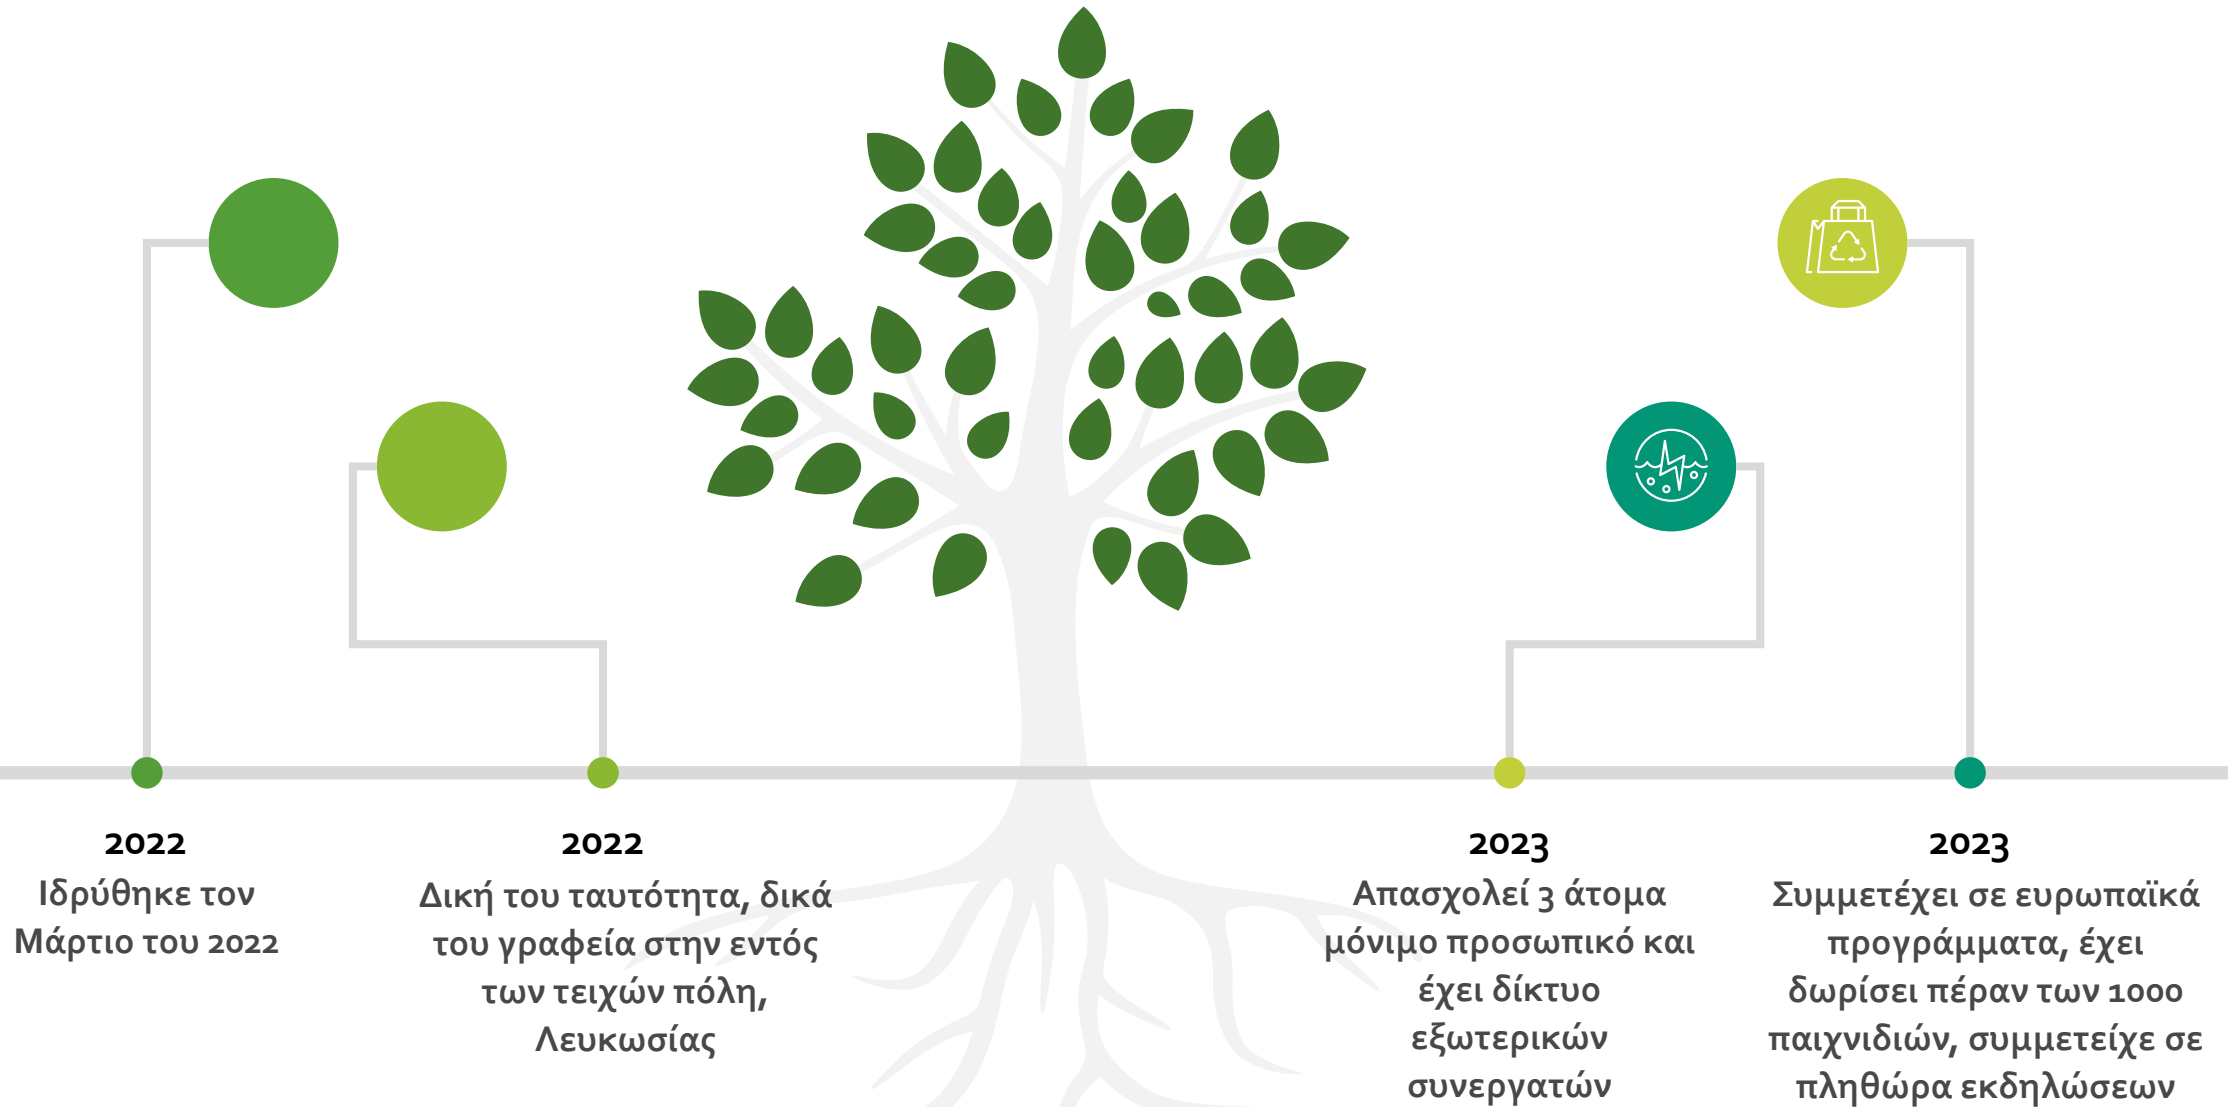 2022
Ιδρύθηκε τον
Μάρτιο του 2022
2022
Δική του ταυτότητα, δικά
του γραφεία στην εντός
των τειχών πόλη,
Λευκωσίας
2023
Απασχολεί 3 άτομα
μόνιμο προσωπικό και
έχει δίκτυο
εξωτερικών
συνεργατών
2023
Συμμετέχει σε ευρωπαϊκά
προγράμματα, έχει
δωρίσει πέραν των 1000
παιχνιδιών, συμμετείχε σε
πληθώρα εκδηλώσεων